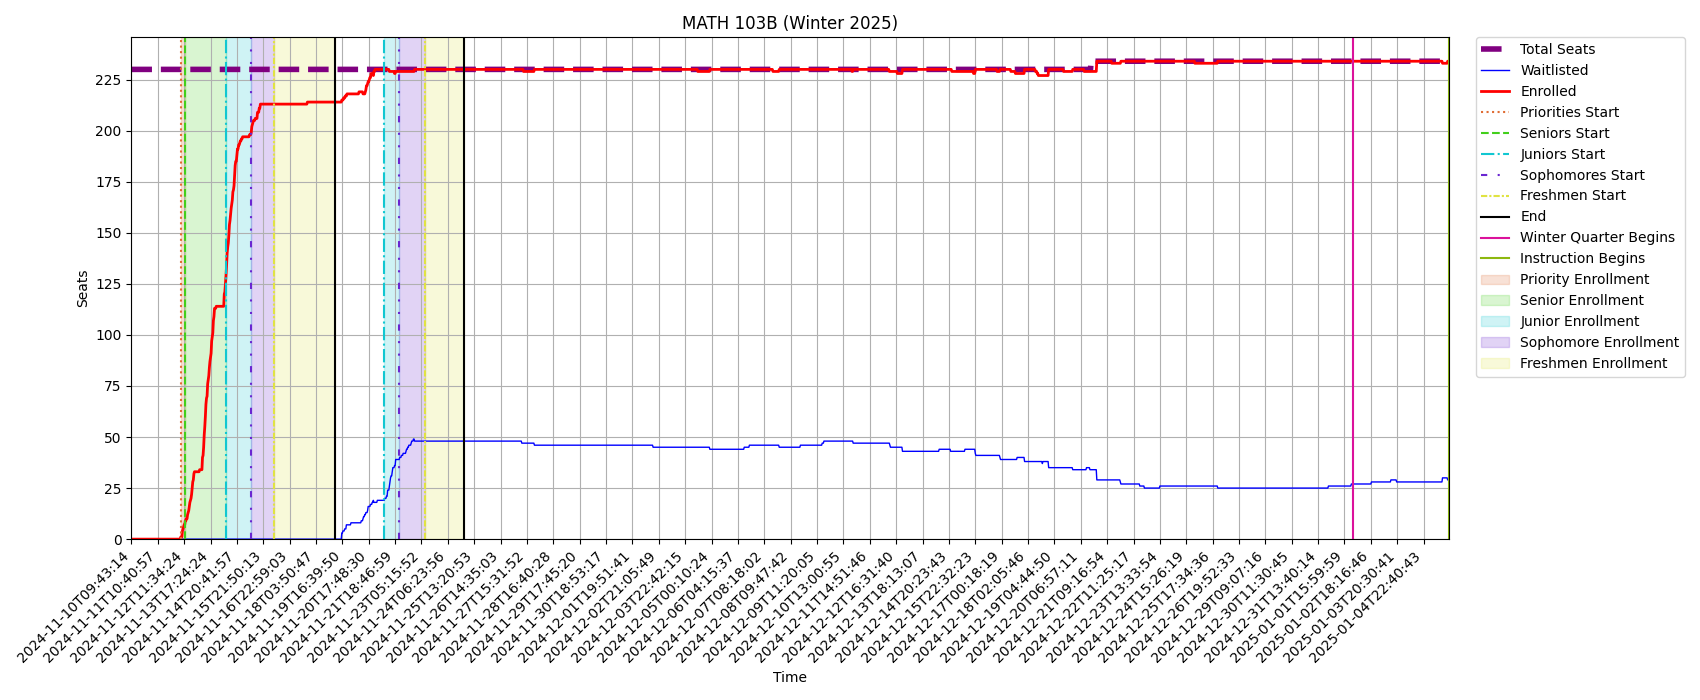 MATH 103B (Winter 2025)
Seats
225
200
175
150
125
100
75
50
25
0
2024-11-10T09:43:14
2024-11-11T10:40:57
2024-11-12T11:34:24
2024-11-13T17:24:24
2024-11-14T20:41:57
2024-11-15T21:50:13
2024-11-16T22:59:03
2024-11-18T03:50:47
2024-11-19T16:39:50
2024-11-20T17:48:30
2024-11-21T18:46:59
2024-11-23T05:15:52
2024-11-24T06:23:56
2024-11-26T13:20:53
2024-11-27T14:35:03
2024-11-27T15:31:52
2024-11-28T16:40:28
2024-11-29T17:45:20
2024-11-30T18:53:17
2024-12-01T19:51:41
2024-12-02T21:05:49
2024-12-03T22:42:15
2024-12-05T00:10:24
2024-12-06T04:15:37
2024-12-07T08:18:02
2024-12-08T09:47:42
2024-12-09T11:20:05
2024-12-10T13:00:55
2024-12-11T14:51:46
2024-12-12T16:31:40
2024-12-13T18:13:07
2024-12-14T20:23:43
2024-12-15T22:32:23
2024-12-17T00:18:19
2024-12-18T02:05:46
2024-12-19T04:44:50
2024-12-20T06:57:11
2024-12-21T09:16:54
2024-12-22T11:25:17
2024-12-23T13:33:54
2024-12-24T15:26:19
2024-12-25T17:34:36
2024-12-26T19:52:33
2024-12-29T09:07:16
2024-12-30T11:30:45
2024-12-31T13:40:14
2025-01-01T15:59:59
2025-01-02T18:16:46
2025-01-03T20:30:41
2025-01-04T22:40:43
Time
Total Seats
Waitlisted
Enrolled
Priorities Start
Seniors Start
Juniors Start
Sophomores Start
Freshmen Start
End
Winter Quarter Begins
Instruction Begins
Priority Enrollment
Senior Enrollment
Junior Enrollment
Sophomore Enrollment
Freshmen Enrollment